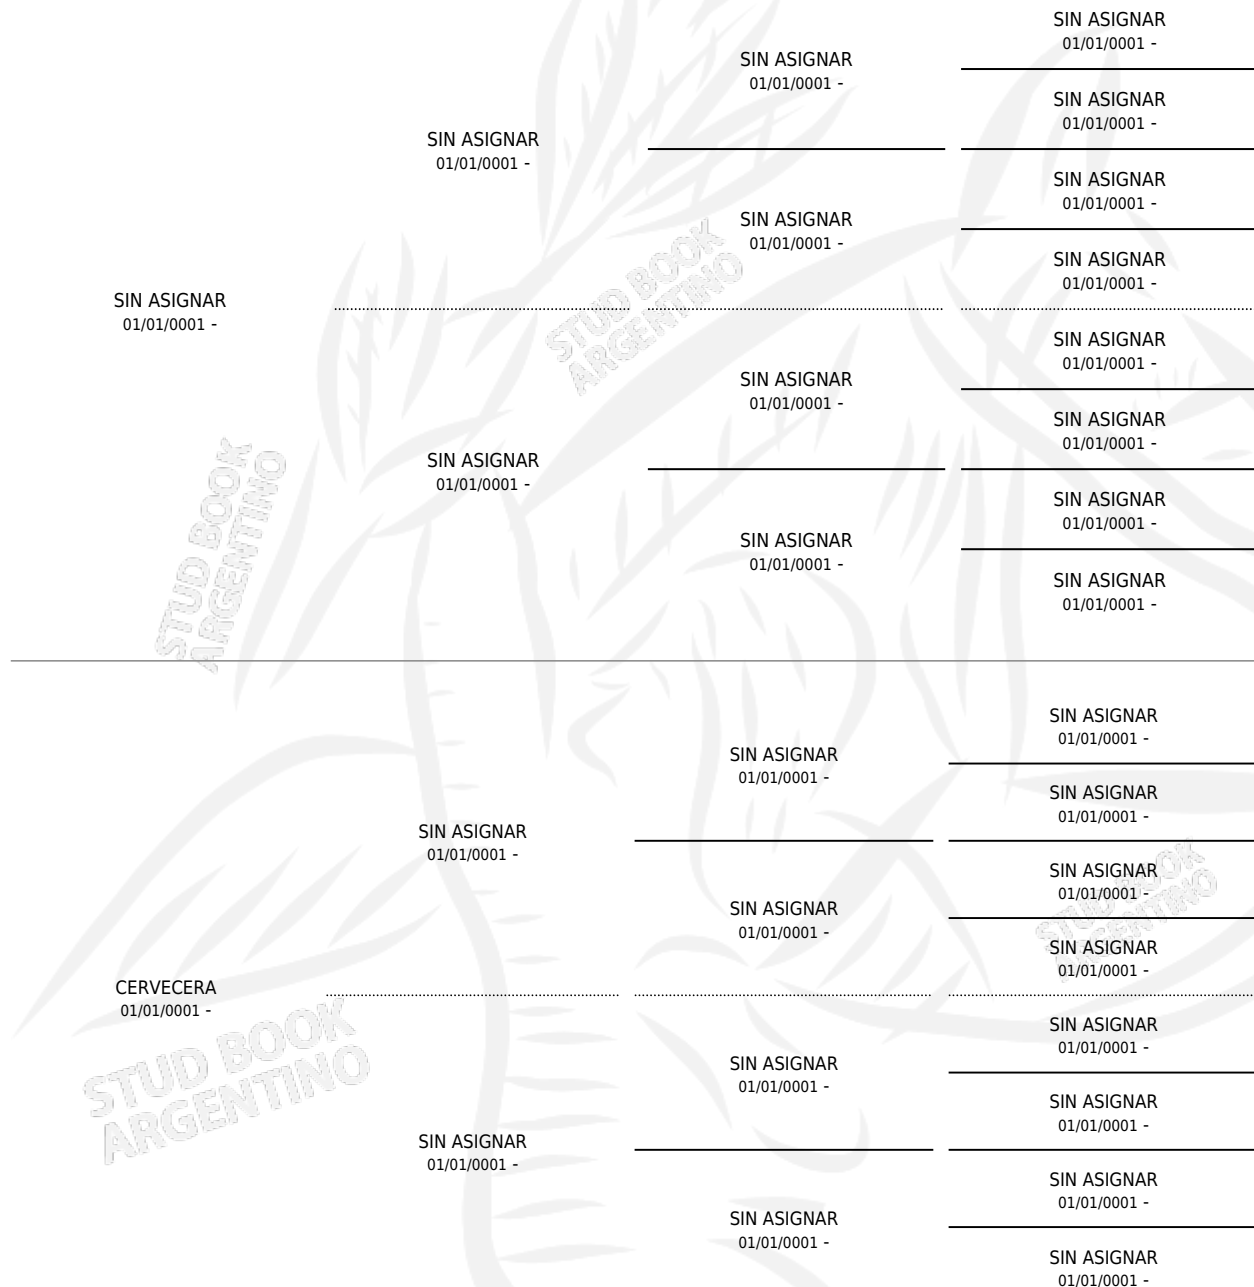 SIN ASIGNAR
01/01/0001 -
SIN ASIGNAR
01/01/0001 -
SIN ASIGNAR
01/01/0001 -
SIN ASIGNAR
01/01/0001 -
SIN ASIGNAR
01/01/0001 -
SIN ASIGNAR
01/01/0001 -
SIN ASIGNAR
01/01/0001 -
STUD BOOK
ARGENTINO
SIN ASIGNAR
01/01/0001 -
SIN ASIGNAR
01/01/0001 -
SIN ASIGNAR
01/01/0001 -
SIN ASIGNAR
01/01/0001 -
SIN ASIGNAR
01/01/0001 -
SIN ASIGNAR
01/01/0001 -
STUD BOOK
ARGENTINO
SIN ASIGNAR
01/01/0001 -
SIN ASIGNAR
01/01/0001 -
SIN ASIGNAR
01/01/0001 -
SIN ASIGNAR
01/01/0001 -
SIN ASIGNAR
01/01/0001 -
SIN ASIGNAR
01/01/0001 -
SIN ASIGNAR
01/01/0001 -
SIN ASIGNAR
01/01/0001 -
STUD BOOK
ARGENTINO
SIN ASIGNAR
01/01/0001 -
SIN ASIGNAR
01/01/0001 -
CERVECERA
01/01/0001 -
STUD BOOK
ARGENTINO
SIN ASIGNAR
01/01/0001 -
SIN ASIGNAR
01/01/0001 -
SIN ASIGNAR
01/01/0001 -
SIN ASIGNAR
01/01/0001 -
SIN ASIGNAR
01/01/0001 -
SIN ASIGNAR
01/01/0001 -
SIN ASIGNAR
01/01/0001 -